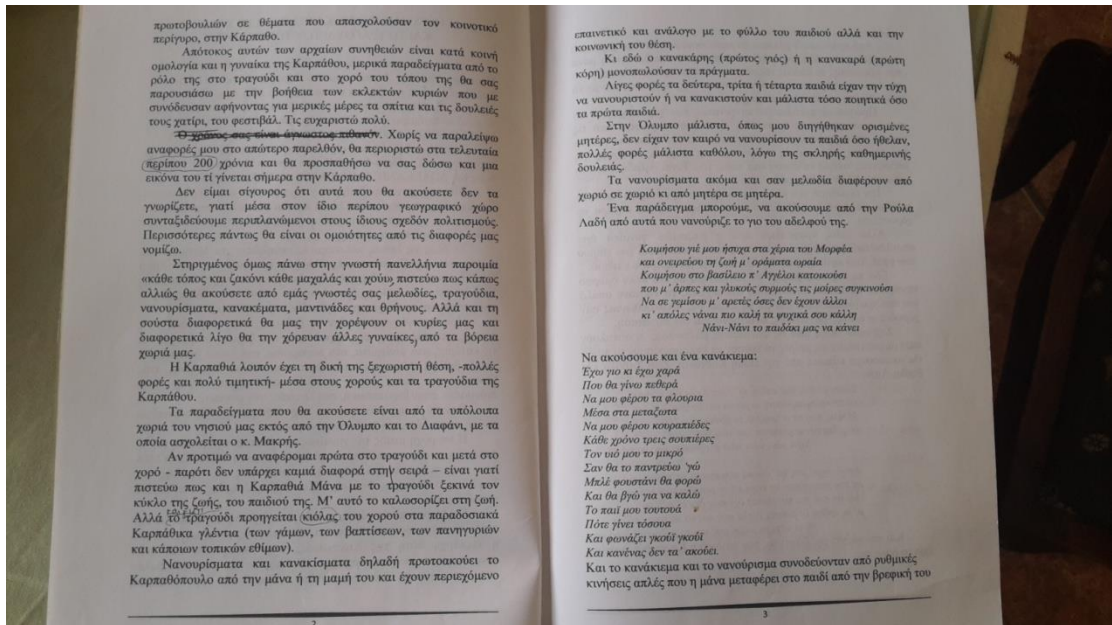 πρωτοβουλιών σε θέματα που απασχολούσαν τον κοινοτικό
περίγυρο, στην Κάρπαθο.
Απότοκος αυτών των αρχαίων συνηθειών είναι κατά κοινή
ομολογία και η γυναίκα της Καρπάθου, μερικά παραδείγματα από το
ρόλο της στο τραγούδι και στο χορό του τόπου της θα σας
παρουσιάσω με την βοήθεια των εκλεκτών κυριών που με
συνόδευσαν αφήνοντας για μερικές μέρες τα σπίτια και τις δουλειές
τους χατίρι, του φεστιβάλ. Τις ευχαριστώ πολύ.
Ο χρόνος σας είναι άγνωστος πιθανόν. Χωρίς να παραλείψω
αναφορές μου στο απώτερο παρελθόν, θα περιοριστώ στα τελευταία
περίπου 200 χρόνια και θα προσπαθήσω να σας δώσω και μια
εικόνα του τί γίνεται σήμερα στην Κάρπαθο.
Δεν είμαι σίγουρος ότι αυτά που θα ακούσετε δεν τα
γνωρίζετε, γιατί μέσα στον ίδιο περίπου γεωγραφικό χώρο
συνταξιδεύουμε περιπλανώμενοι στους ίδιους σχεδόν πολιτισμούς.
Περισσότερες πάντως θα είναι οι ομοιότητες από τις διαφορές μας
νομίζω.
Στηριγμένος όμως πάνω στην γνωστή πανελλήνια παροιμία
«κάθε τόπος και ζακόνι κάθε μαχαλάς και χούι», πιστεύω πως κάπως
αλλιώς θα ακούσετε από εμάς γνωστές σας μελωδίες, τραγούδια,
νανουρίσματα, κανακέματα, μαντινάδες και θρήνους. Αλλά και τη
σούστα διαφορετικά θα μας την χορέψουν οι κυρίες μας και
διαφορετικά λίγο θα την χόρευαν άλλες γυναίκες, από τα βόρεια
χωριά μας.
Η Καρπαθιά λοιπόν έχει τη δική της ξεχωριστή θέση, -πολλές
φορές και πολύ τιμητική- μέσα στους χορούς και τα τραγούδια της
Καρπάθου.
Τα παραδείγματα που θα ακούσετε είναι από τα υπόλοιπα
χωριά του νησιού μας εκτός από την Όλυμπο και το Διαφάνι, με τα
οποία ασχολείται ο κ. Μακρής.
Αν προτιμώ να αναφέρομαι πρώτα στο τραγούδι και μετά στο
χορό - παρότι δεν υπάρχει καμιά διαφορά στην σειρά – είναι γιατί
πιστεύω πως και η Καρπαθιά Μάνα με το τραγούδι ξεκινά τον
κύκλο της ζωής, του παιδιού της. Μ' αυτό το καλωσορίζει στη ζωή.
Αλλά το τραγούδι προηγείται κιόλας του χορού στα παραδοσιακά
Καρπάθικα γλέντια (των γάμων, των βαπτίσεων, των πανηγυριών
και κάποιων τοπικών εθίμων).
Νανουρίσματα και κανακίσματα δηλαδή πρωτοακούει το
Καρπαθόπουλο από την μάνα ή τη μαμή του και έχουν περιεχόμενο
2
επαινετικό και ανάλογο με το φύλλο του παιδιού αλλά και την
κοινωνική του θέση.
Κι εδώ ο κανακάρης (πρώτος γιός) ή η κανακαρά (πρώτη
κόρη) μονοπωλούσαν τα πράγματα.
Λίγες φορές τα δεύτερα, τρίτα ή τέταρτα παιδιά είχαν την τύχη
να νανουριστούν ή να κανακιστούν και μάλιστα τόσο ποιητικά όσο
τα πρώτα παιδιά.
Στην Όλυμπο μάλιστα, όπως μου διηγήθηκαν ορισμένες
μητέρες, δεν είχαν τον καιρό να νανουρίσουν τα παιδιά όσο ήθελαν,
πολλές φορές μάλιστα καθόλου, λόγω της σκληρής καθημερινής
δουλειάς.
Τα νανουρίσματα ακόμα και σαν μελωδία διαφέρουν από
χωριό σε χωριό κι από μητέρα σε μητέρα.
Ένα παράδειγμα μπορούμε, να ακούσουμε από την Ρούλα
Λαδή από αυτά που νανούριζε το γιο του αδελφού της.
Κοιμήσου γιέ μου ήσυχα στα χέρια του Μορφέα
και ονειρεύου τη ζωή μ' οράματα ωραία
Κοιμήσου στο βασίλειο π' Αγγέλοι κατοικούσι
που μ' άρπες και γλυκούς συρμούς τις μοίρες συγκινούσι
Να σε γεμίσου μ' αρετές όσες δεν έχουν άλλοι
κι' απόλες νάναι πιο καλή τα ψυχικά σου κάλλη
Νάνι-Νάνι το παιδάκι μας να κάνει
Να ακούσουμε και ένα κανάκιεμα:
Έχω γιο κι έχω χαρά
Που θα γίνω πεθερά
Να μου φέρου τα φλουρια
Μέσα στα μεταξωτα
Να μου φέρου κουραπιέδες
Κάθε χρόνο τρεις σουπιέρες
Τον υιό μου το μικρό
Σαν θα το παντρεύω 'γώ
Μπλέ φουστάνι θα φορώ
Και θα βγώ για να καλώ
Το παιϊ μου τουτουά
Πότε γίνει τόσουα
Και φωνάζει γκουΐ γκουΐ
Και κανένας δεν τα' ακούει.
Και το κανάκιεμα και το νανούρισμα συνοδεύονταν από ρυθμικές
κινήσεις απλές που η μάνα μεταφέρει στο παιδί από την βρεφική του
3